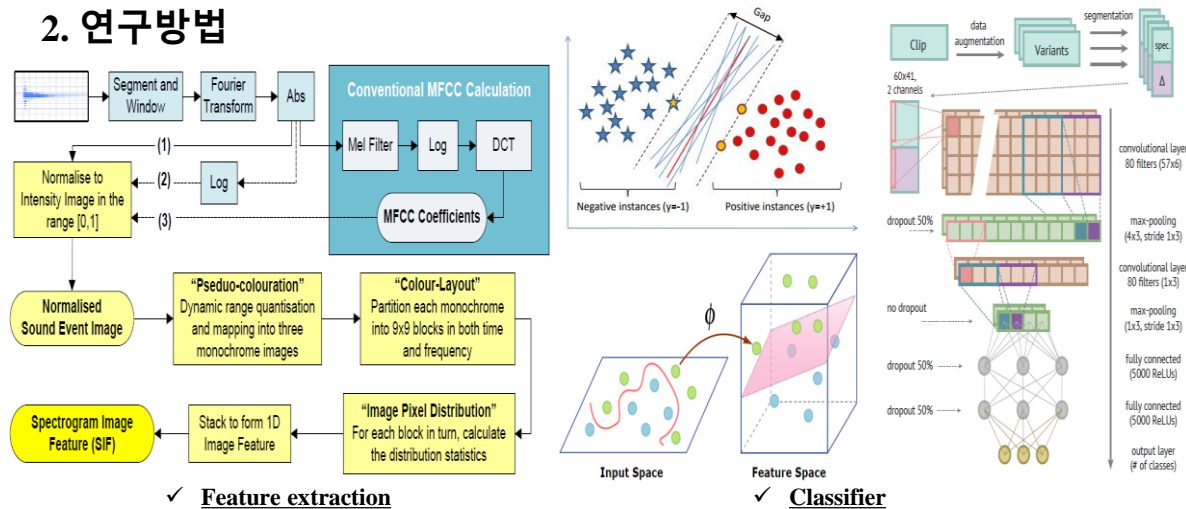 2. 연구방법
Segment and
Window
Fourier
Transform
Abs
Conventional MFCC Calculation
Mel Filter
Log
DCT
MFCC Coefficients
(1)
(2)
Log
(3)
Normalise to
Intensity Image in the
range [0,1]
Normalised
Sound Event Image
"Pseduo-colouration"
Dynamic range quantisation
and mapping into three
monochrome images
"Colour-Layout"
Partition each monochrome
into 9x9 blocks in both time
and frequency
"Image Pixel Distribution"
For each block in turn, calculate
the distribution statistics
Stack to form 1D
Image Feature
Spectrogram Image
Feature (SIF)
✓ Feature extraction
Gap
Negative instances (y=-1)
Positive instances (y=+1)
ϕ
Input Space
Feature Space
Clip
data
augmentation
Variants
segmentation
spec.
Δ
60x41,
2 channels
convolutional layer
80 filters (57x6)
dropout 50%
max-pooling
(4x3, stride 1x3)
convolutional layer
80 filters (1x3)
no dropout
max-pooling
(1x3, stride 1x3)
dropout 50%
fully connected
(5000 ReLUs)
dropout 50%
fully connected
(5000 ReLUs)
output layer
(# of classes)
✓ Classifier